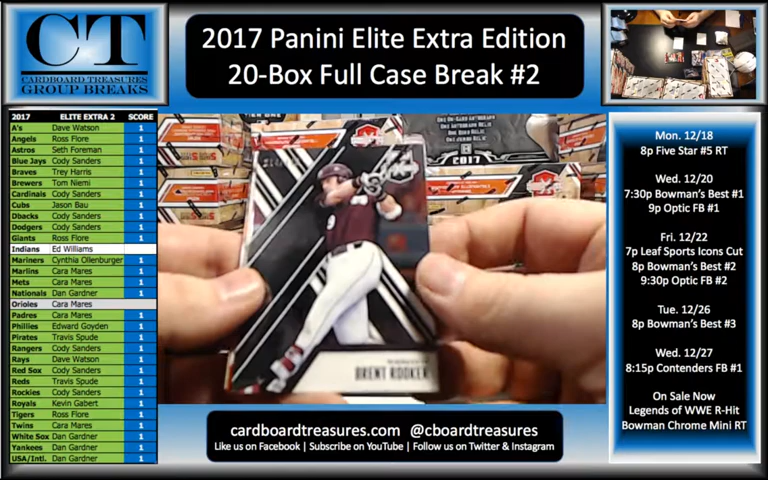 CT
CARDBOARD TREASURES
GROUP BREAKS
2017 Panini Elite Extra Edition
20-Box Full Case Break #2
2017 ELITE EXTRA 2 SCORE
A's Dave Watson 1
Angels Ross Flore 1
Astros Seth Foreman 1
Blue Jays Cody Sanders 1
Braves Trey Harris 1
Brewers Tom Niemi 1
Cardinals Cody Sanders 1
Cubs Jason Bau 1
Dbacks Cody Sanders 1
Dodgers Cody Sanders 1
Giants Ross Flore 1
Indians Ed Williams
Mariners Cynthia Ollenburger 1
Marlins Cara Mares 1
Mets Cara Mares 1
Nationals Dan Gardner 1
Orioles Cara Mares
Padres Cara Mares 1
Phillies Edward Goyden 1
Pirates Travis Spude 1
Rangers Cody Sanders 1
Rays Dave Watson 1
Red Sox Cody Sanders 1
Reds Travis Spude 1
Rockies Cody Sanders 1
Royals Kevin Gabert 1
Tigers Ross Flore 1
Twins Cara Mares 1
White Sox Dan Gardner 1
Yankees Dan Gardner 1
USA/Intl. Dan Gardner 1
2017
BRENT ROOKER
Mon. 12/18
8p Five Star #5 RT
Wed. 12/20
7:30p Bowman's Best #1
9p Optic FB #1
Fri. 12/22
7p Leaf Sports Icons Cut
8p Bowman's Best #2
9:30p Optic FB #2
Tue. 12/26
8p Bowman's Best #3
Wed. 12/27
8:15p Contenders FB #1
On Sale Now
Legends of WWE R-Hit
Bowman Chrome Mini RT
cardboardtreasures.com @cboardtreasures
Like us on Facebook | Subscribe on YouTube | Follow us on Twitter & Instagram